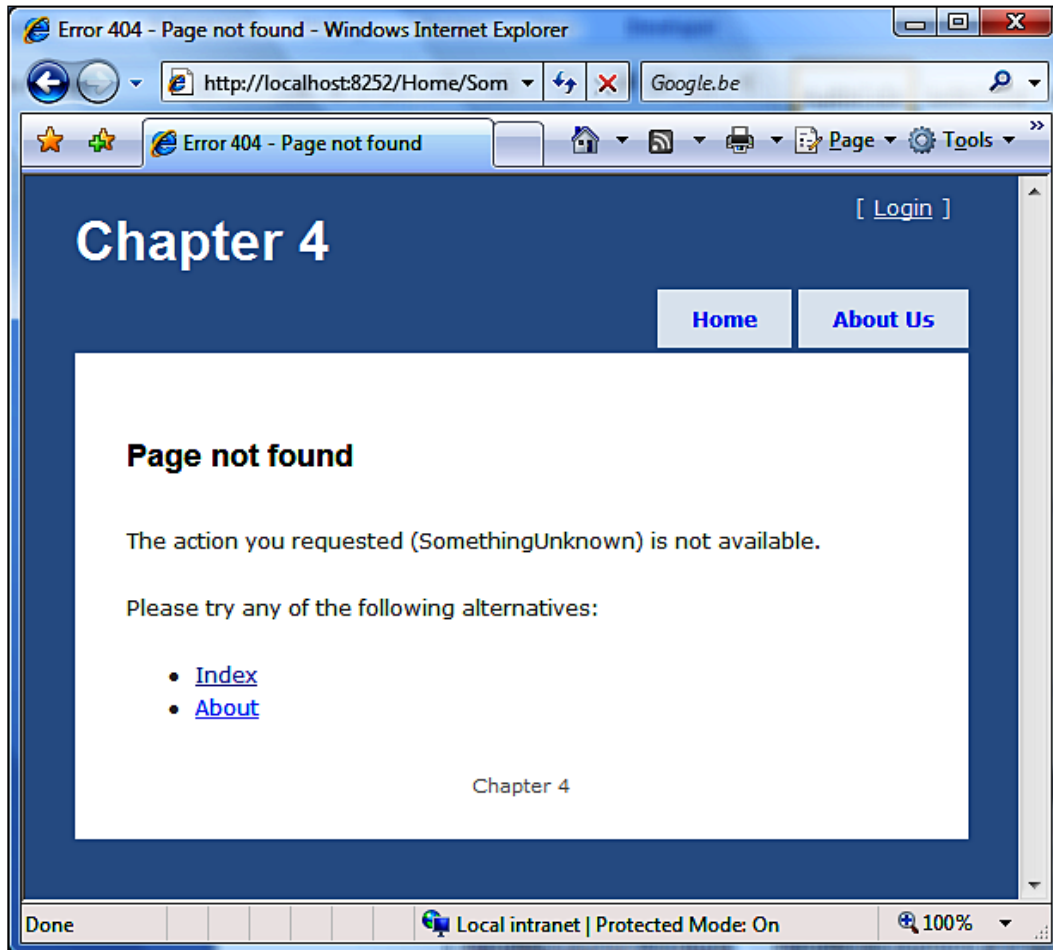 Error 404 - Page not found - Windows Internet Explorer
http://localhost:8252/Home/Som
Google.be
Error 404 - Page not found
Page
Tools
»
[ Login ]
Chapter 4
Home
About Us
Page not found
The action you requested (SomethingUnknown) is not available.
Please try any of the following alternatives:
• Index
• About
Chapter 4
Done
Local intranet | Protected Mode: On
100%